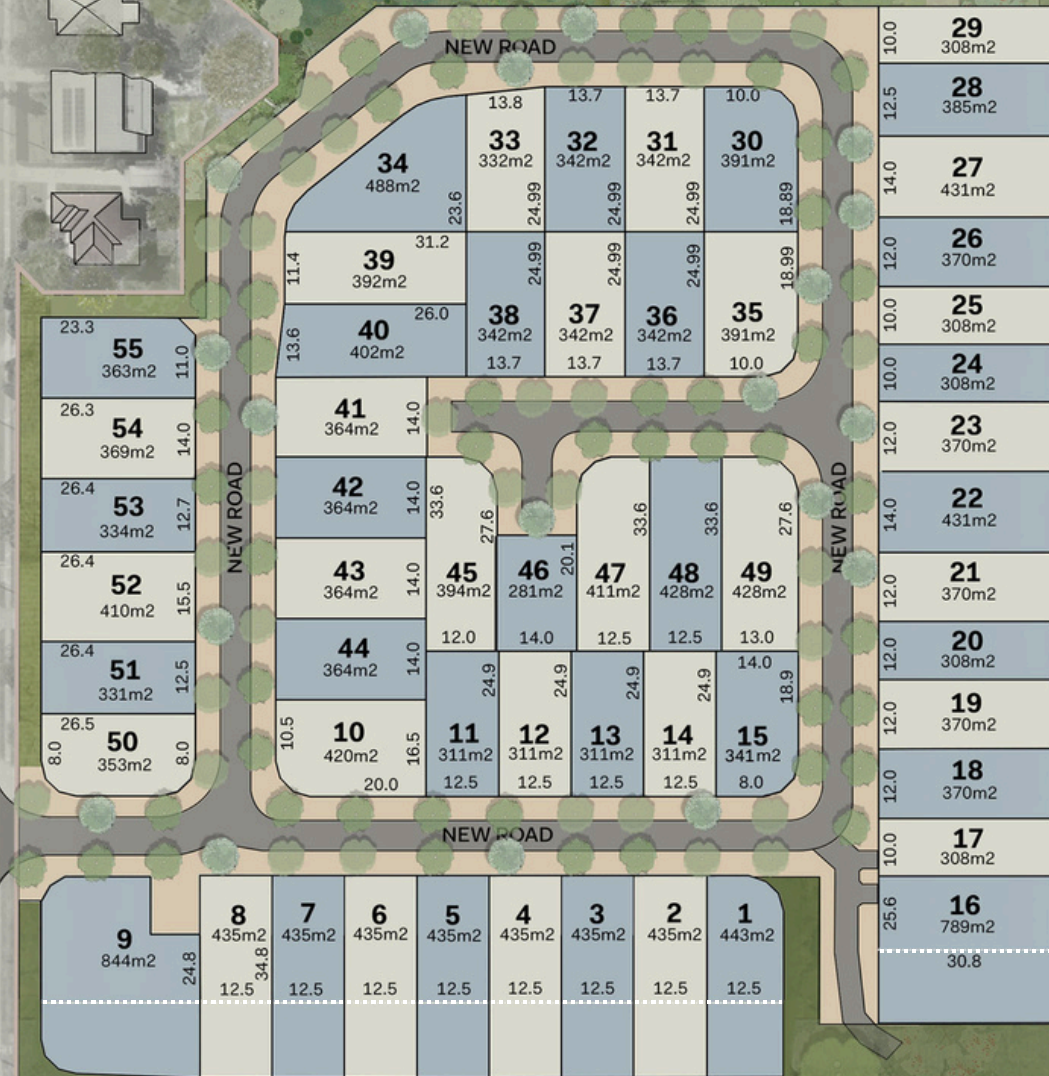 NEW ROAD
29
308m2
10.0
28
385m2
12.5
27
431m2
14.0
26
370m2
12.0
25
308m2
10.0
24
308m2
10.0
23
370m2
12.0
22
431m2
14.0
21
370m2
12.0
20
308m2
12.0
19
370m2
12.0
18
370m2
12.0
17
308m2
10.0
16
789m2
25.6
30.8
34
488m2
23.6
13.8
33
332m2
24.99
13.7
32
342m2
24.99
13.7
31
342m2
24.99
10.0
30
391m2
18.89
31.2
39
392m2
11.4
26.0
40
402m2
13.6
24.99
38
342m2
13.7
24.99
37
342m2
13.7
24.99
36
342m2
13.7
18.99
35
391m2
10.0
23.3
55
363m2
11.0
26.3
54
369m2
14.0
26.4
53
334m2
12.7
26.4
52
410m2
15.5
26.4
51
331m2
12.5
26.5
50
353m2
8.0
8.0
NEW ROAD
41
364m2
14.0
42
364m2
14.0
43
364m2
14.0
44
364m2
14.0
10
420m2
10.5
16.5
20.0
33.6
27.6
45
394m2
12.0
20.1
46
281m2
14.0
33.6
47
411m2
12.5
33.6
48
428m2
12.5
27.6
49
428m2
13.0
NEW ROAD
24.9
11
311m2
12.5
24.9
12
311m2
12.5
24.9
13
311m2
12.5
24.9
14
311m2
12.5
14.0
18.9
15
341m2
8.0
NEW ROAD
9
844m2
24.8
8
435m2
34.8
12.5
7
435m2
12.5
6
435m2
12.5
5
435m2
12.5
4
435m2
12.5
3
435m2
12.5
2
435m2
12.5
1
443m2
12.5